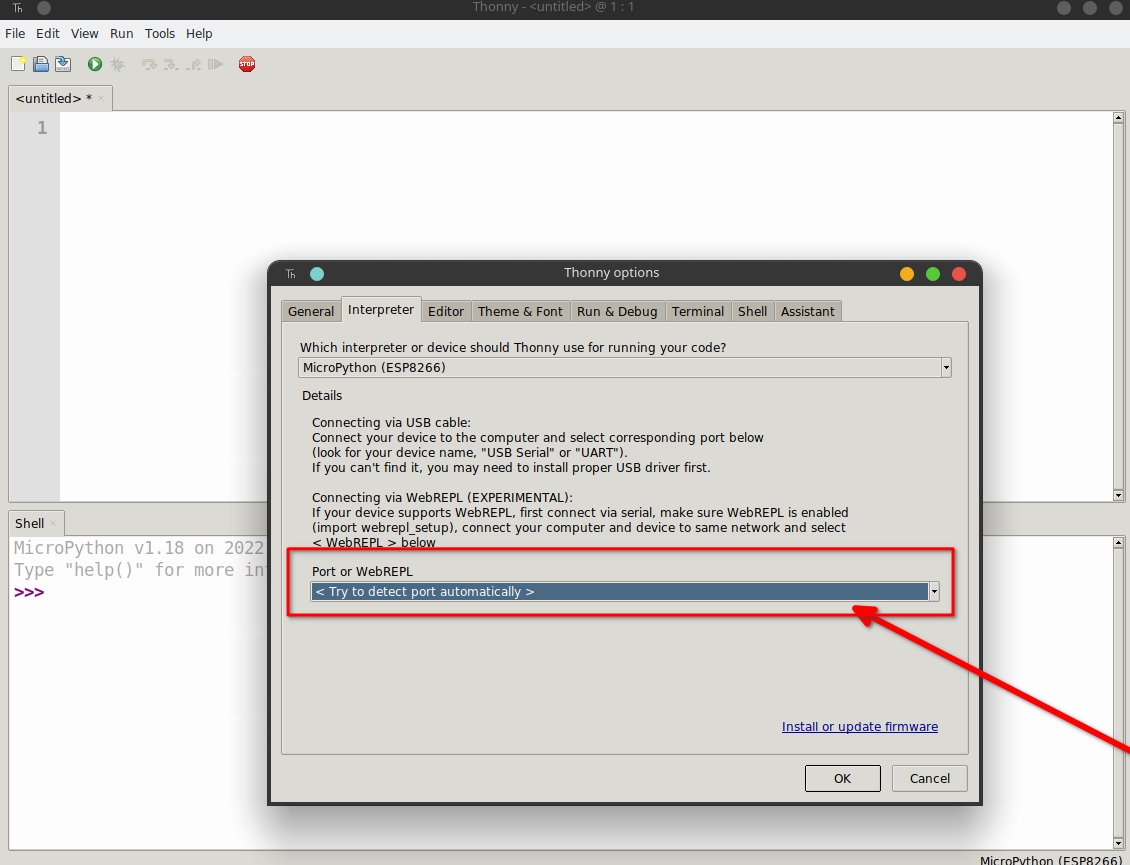 Th
Thonny - <untitled> @ 1 : 1
File Edit View Run Tools Help
STOP
<untitled> *
1
Th
Thonny options
General Interpreter Editor Theme & Font Run & Debug Terminal Shell Assistant
Which interpreter or device should Thonny use for running your code?
MicroPython (ESP8266)
Details
Connecting via USB cable:
Connect your device to the computer and select corresponding port below
(look for your device name, "USB Serial" or "UART").
If you can't find it, you may need to install proper USB driver first.
Connecting via WebREPL (EXPERIMENTAL):
If your device supports WebREPL, first connect via serial, make sure WebREPL is enabled
(import webrepl_setup), connect your computer and device to same network and select
< WebREPL > below
Port or WebREPL
< Try to detect port automatically >
Install or update firmware
OK Cancel
Shell
MicroPython v1.18 on 2022
Type "help()" for more in
>>>
MicroPython (ESP8266)